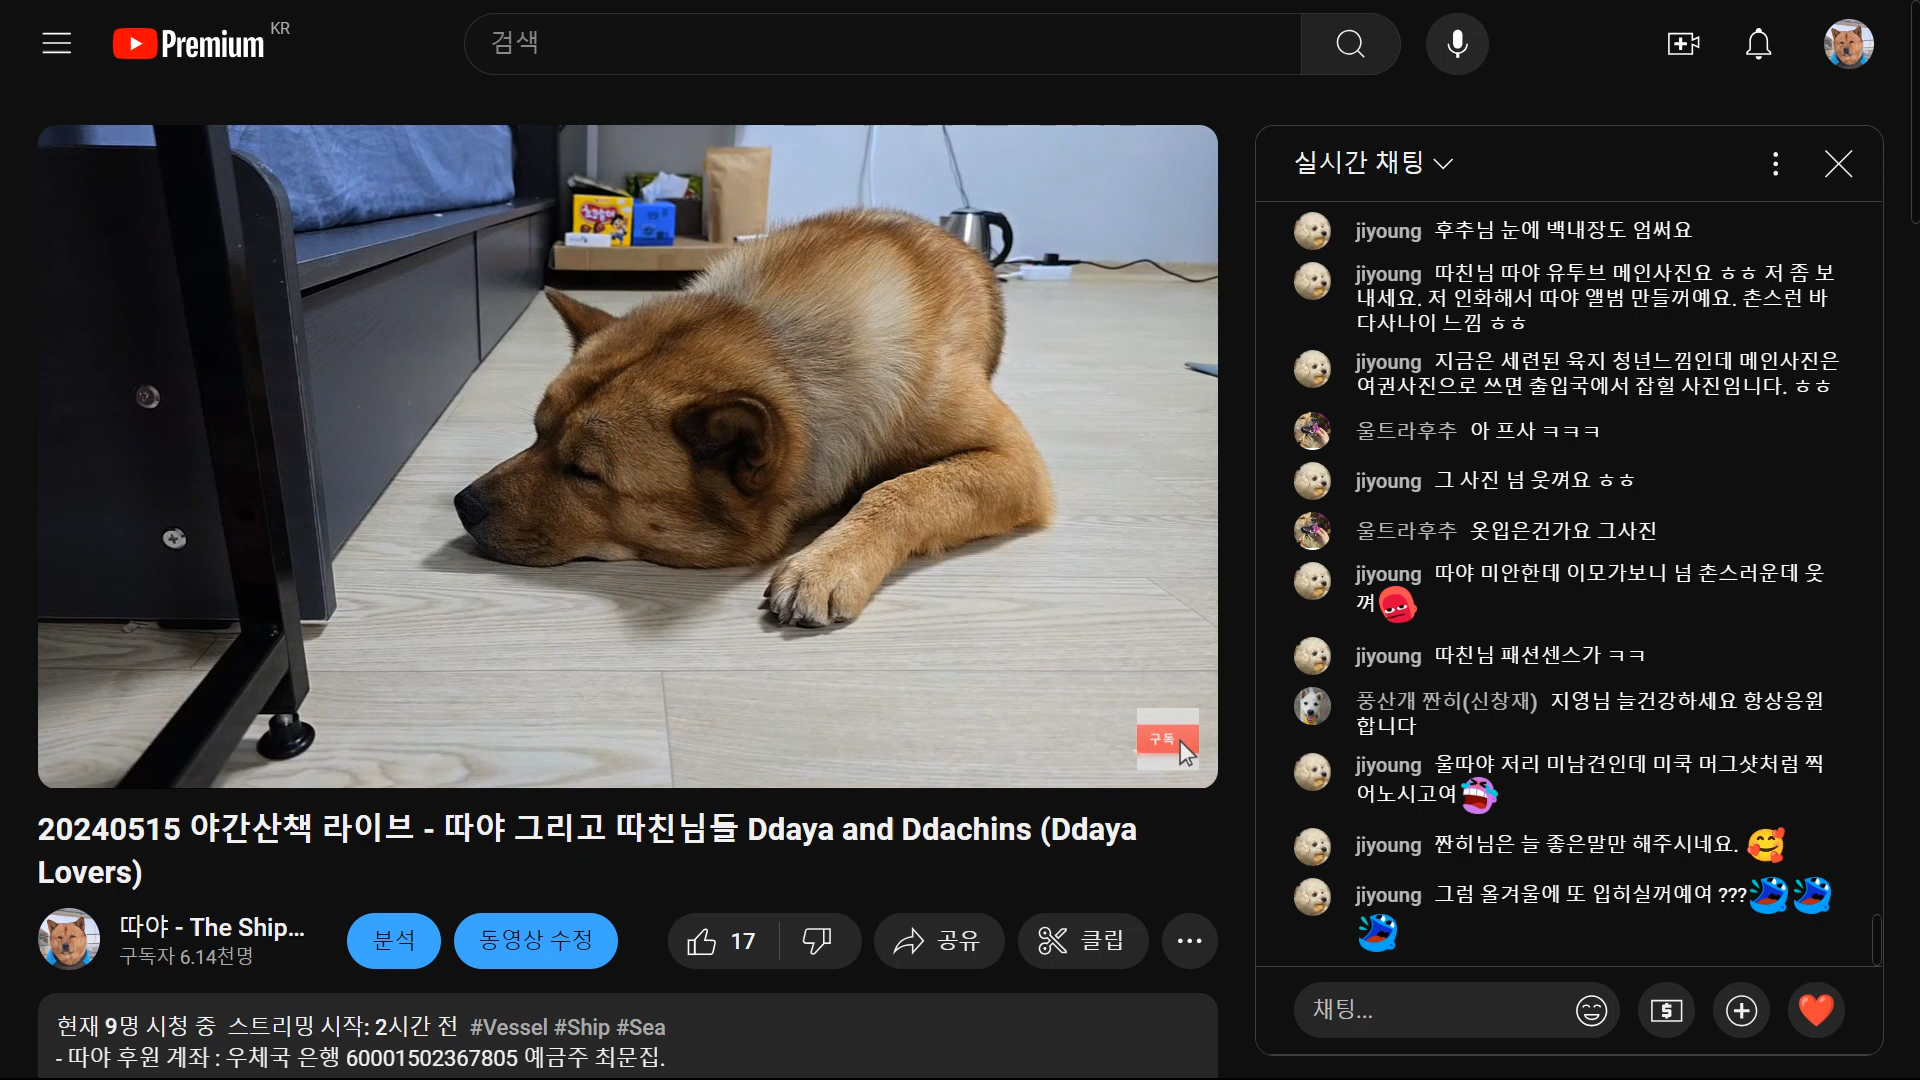 Premium KR
검색
구독
20240515 야간산책 라이브 - 따야 그리고 따친님들 Ddaya and Ddachins (Ddaya
Lovers)
따야 - The Ship...
구독자 6.14천명
분석
동영상 수정
17
공유
클립
현재 9명 시청 중 스트리밍 시작: 2시간 전 #Vessel #Ship #Sea
- 따야 후원 계좌 : 우체국 은행 60001502367805 예금주 최문집.
실시간 채팅
jiyoung 후추님 눈에 백내장도 엄써요
jiyoung 따친님 따야 유투브 메인사진요 ㅎㅎ 저 좀 보
내세요. 저 인화해서 따야 앨범 만들꺼예요. 촌스런 바
다사나이 느낌 ㅎㅎ
jiyoung 지금은 세련된 육지 청년느낌인데 메인사진은
여권사진으로 쓰면 출입국에서 잡힐 사진임니다. ㅎㅎ
울트라후추 아 프사 ㅋㅋㅋ
jiyoung 그 사진 넘 웃껴요 ㅎㅎ
울트라후추 옷입은건가요 그사진
jiyoung 따야 미안한데 이모가보니 넘 촌스러운데 웃
껴
jiyoung 따친님 패션센스가 ㅋㅋ
풍산개 짠히(신창재) 지영님 늘건강하세요 항상응원
합니다
jiyoung 울따야 저리 미남견인데 미쿡 머그샷처럼 찍
어노시고여
jiyoung 짠히님은 늘 좋은말만 해주시네요.
jiyoung 그럼 올겨울에 또 입히실꺼예여 ???
채팅...